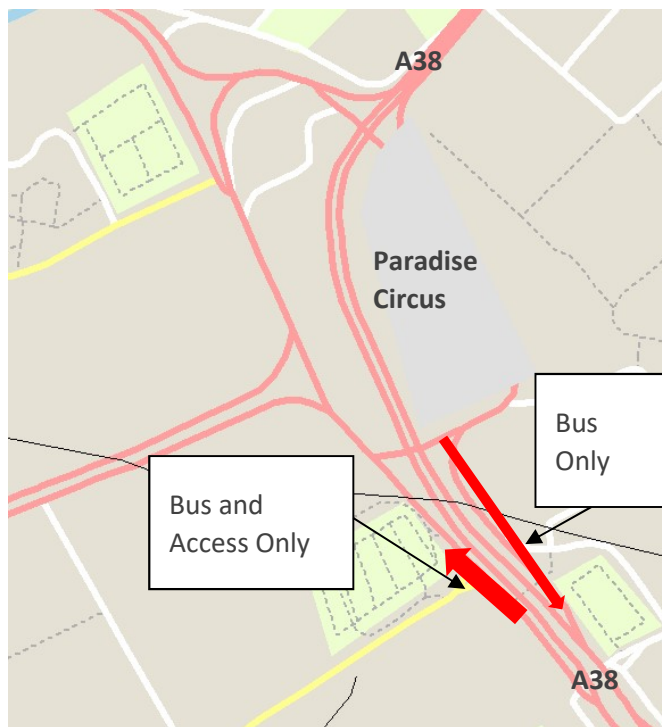 A38
Paradise
Circus
Bus
Only
Bus and
Access Only
A38